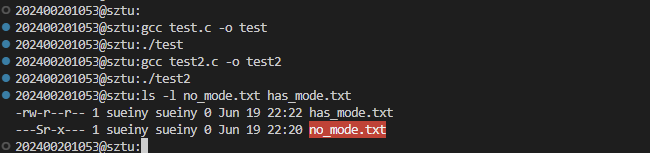 202400201053@sztu:
202400201053@sztu:gcc test.c -o test
202400201053@sztu:./test
202400201053@sztu:gcc test2.c -o test2
202400201053@sztu:./test2
202400201053@sztu:ls -l no_mode.txt has_mode.txt
-rw-r--r-- 1 sueiny sueiny 0 Jun 19 22:22 has_mode.txt
---Sr-x--- 1 sueiny sueiny 0 Jun 19 22:20 no_mode.txt
202400201053@sztu: